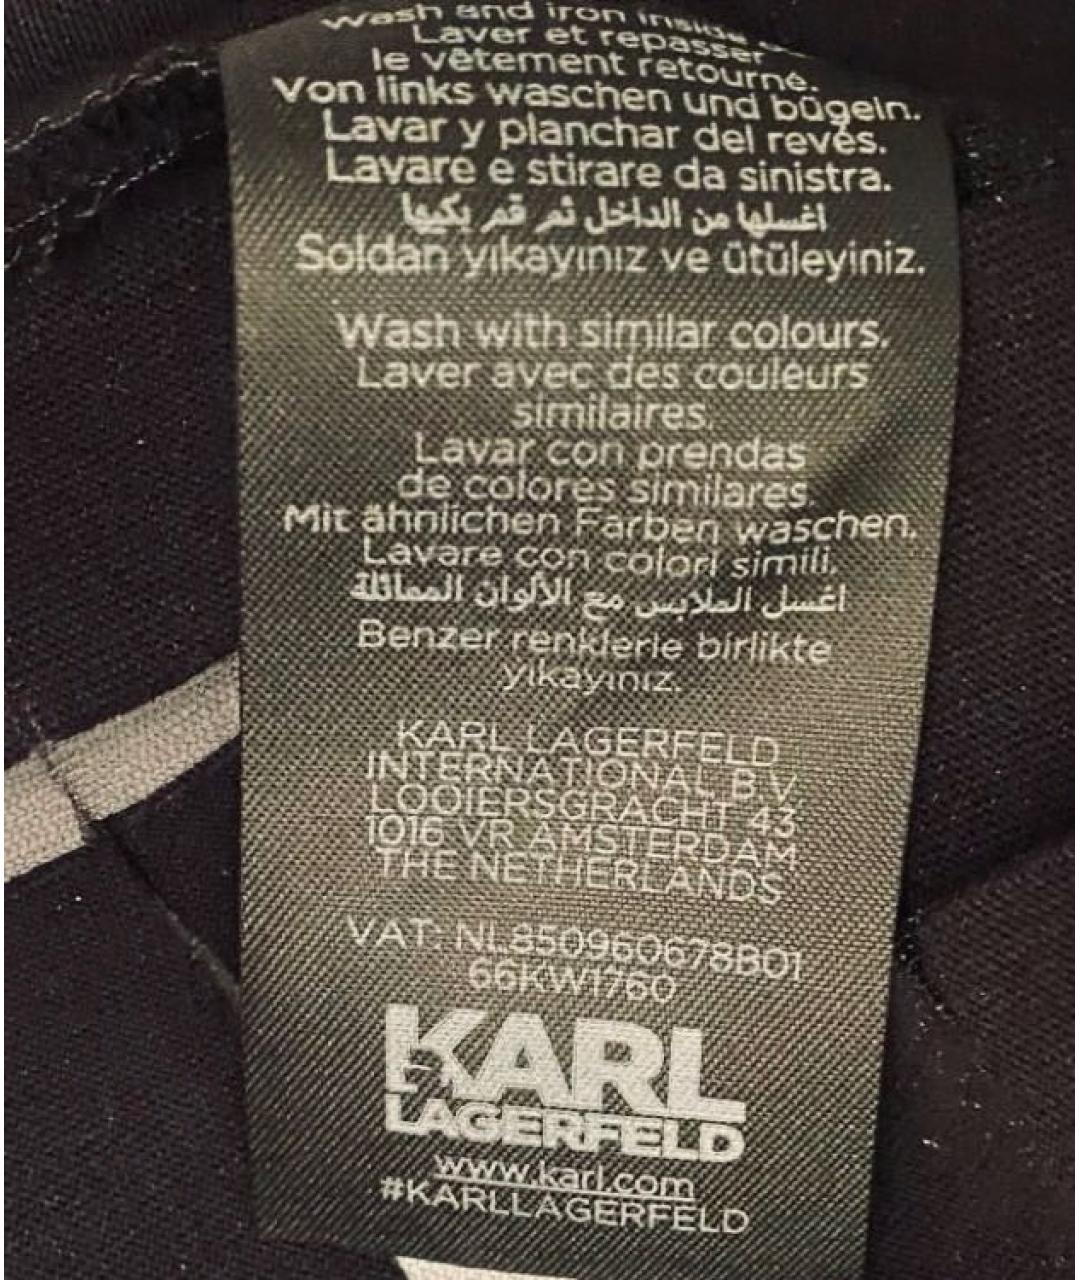 Wash and iron inside
Laver et repasser
le vêtement retourné.
Von links waschen und bügeln.
Lavar y planchar del revés.
Lavare e stirare da sinistra.
اغسلها من الداخل ثم قم بكيها
Soldan yıkayınız ve ütüleyiniz.
Wash with similar colours.
Laver avec des couleurs
similaires.
Lavar con prendas
de colores similares.
Mit ähnlichen Farben waschen.
Lavare con colori simili.
اغسل الملابس مع الألوان المماثلة
Benzer renklerle birlikte
yıkayınız.
KARL LAGERFELD
INTERNATIONAL B.V.
LOOIERSGRACHT 43
1016 VR AMSTERDAM
THE NETHERLANDS
VAT: NL850960678B01
66KW1760
KARL
LAGERFELD
www.karl.com
#KARLLAGERFELD